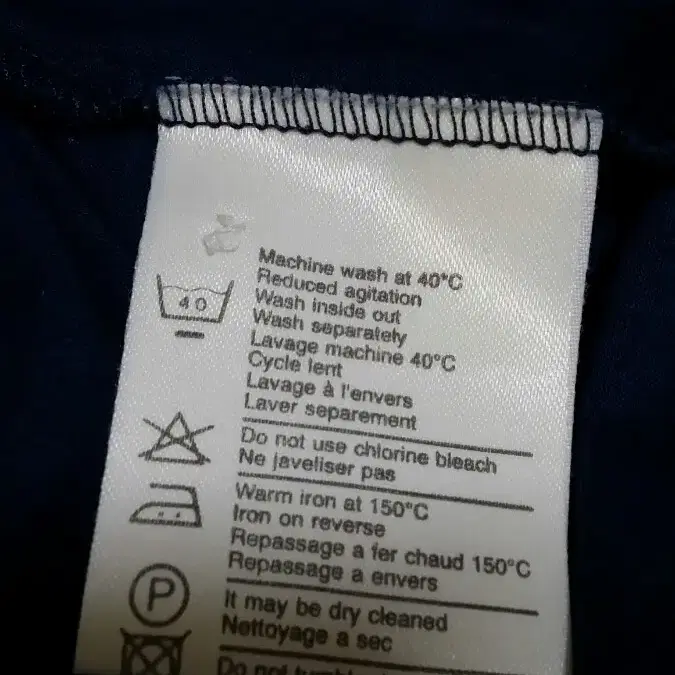 Machine wash at 40°C
Reduced agitation
40
Wash inside out
Wash separately
Lavage machine 40°C
Cycle lent
Lavage à l'envers
Laver separement
Do not use chlorine bleach
Ne javeliser pas
Warm iron at 150°C
Iron on reverse
Repassage a fer chaud 150°C
Repassage a envers
P
It may be dry cleaned
Nettoyage a sec
Do not